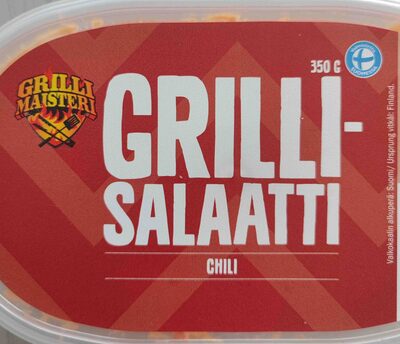 350 G
GRILLI
MAISTERI
GRILLI-
SALAATTI
CHILI
Valkokaalin alkuperä: Suomi/ Ursprung vitkål: Finland.